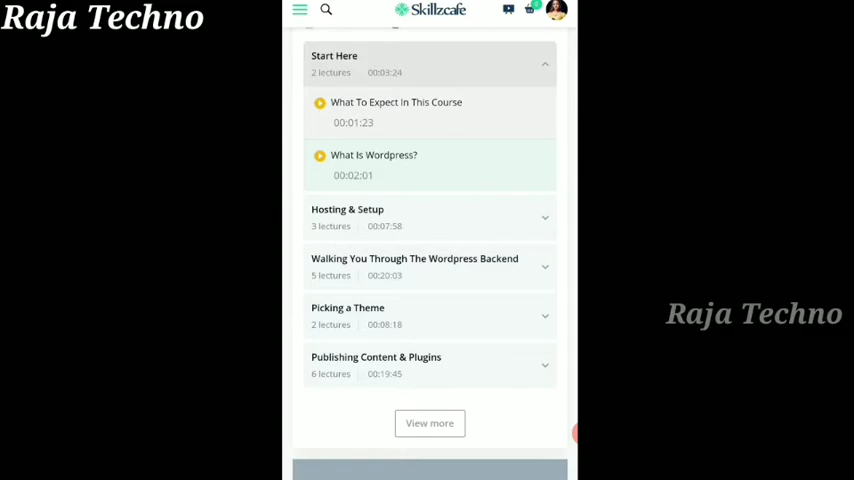 Raja Techno
Skillzcafe
0
Start Here
2 lectures 00:03:24
What To Expect In This Course
00:01:23
What Is Wordpress?
00:02:01
Hosting & Setup
3 lectures 00:07:58
Walking You Through The Wordpress Backend
5 lectures 00:20:03
Picking a Theme
2 lectures 00:08:18
Raja Techno
Publishing Content & Plugins
6 lectures 00:19:45
View more